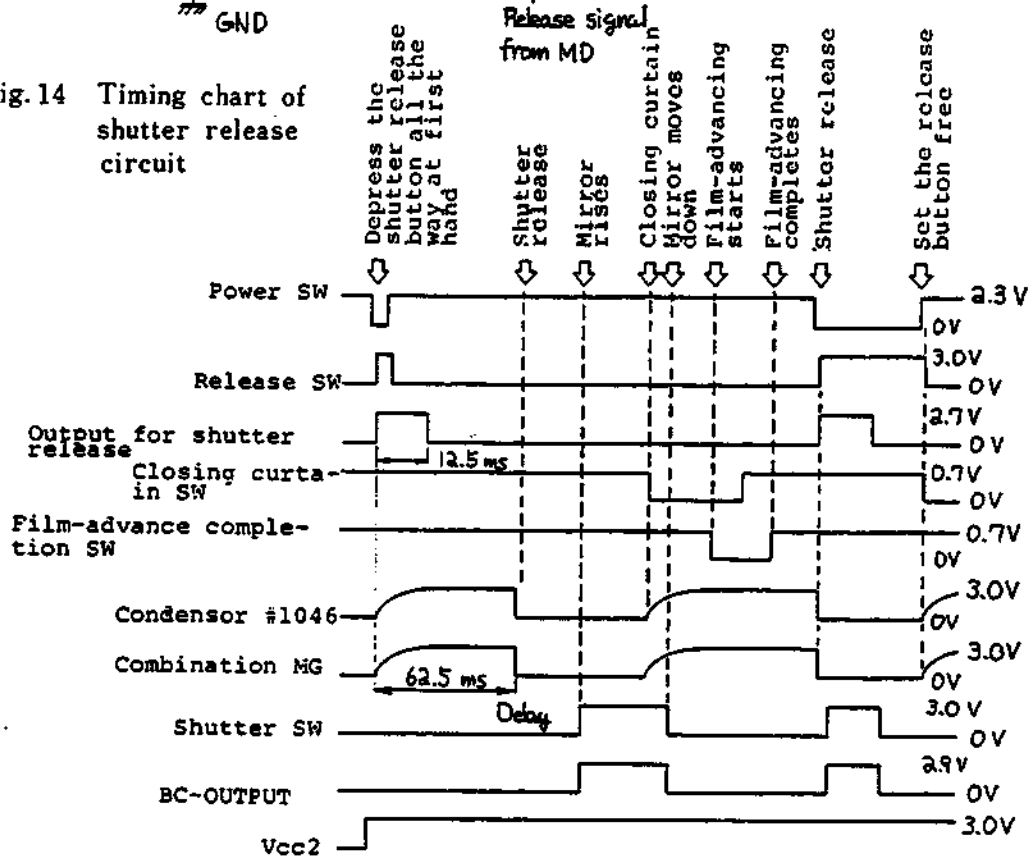 GND
Release signal
from MD
ig. 14 Timing chart of
shutter release
circuit
Depress the
shutter release
button all the
way at first
hand
Shutter
release
Mirror
rises
Closing curtain
Mirror moves
down
Film-advancing
starts
Film-advancing
completes
Shutter release
Set the release
button free
Power SW
2.3 V
0V
Release SW
3.0V
0V
Output for shutter
release
2.7V
0V
12.5 ms
Closing curta-
in SW
0.7V
0V
Film-advance comple-
tion SW
0.7V
0V
Condensor #1046
3.0V
0V
Combination MG
3.0V
0V
62.5 ms
Delay
Shutter SW
3.0 V
0V
BC-OUTPUT
2.9V
0V
Vcc2
3.0V